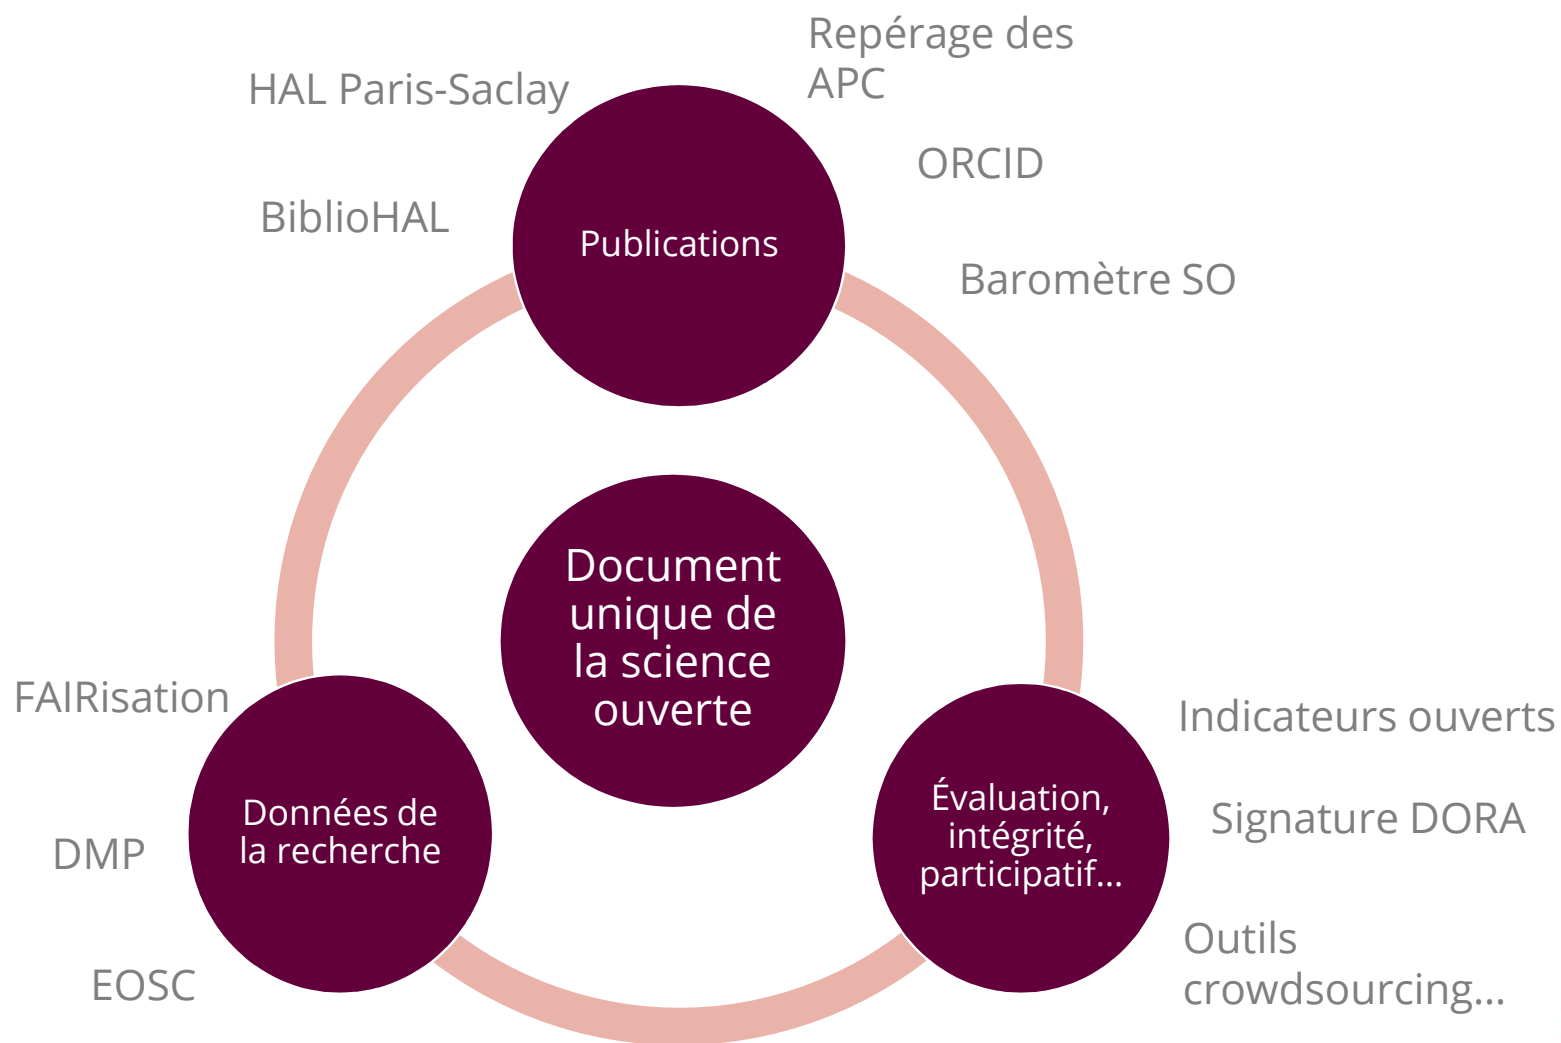 Repérage des
APC
HAL Paris-Saclay
ORCID
BiblioHAL
Publications
Baromètre SO
Document
unique de
la science
ouverte
FAIRisation
Données de
la recherche
DMP
EOSC
Évaluation,
intégrité,
participatif...
Indicateurs ouverts
Signature DORA
Outils
crowdsourcing...